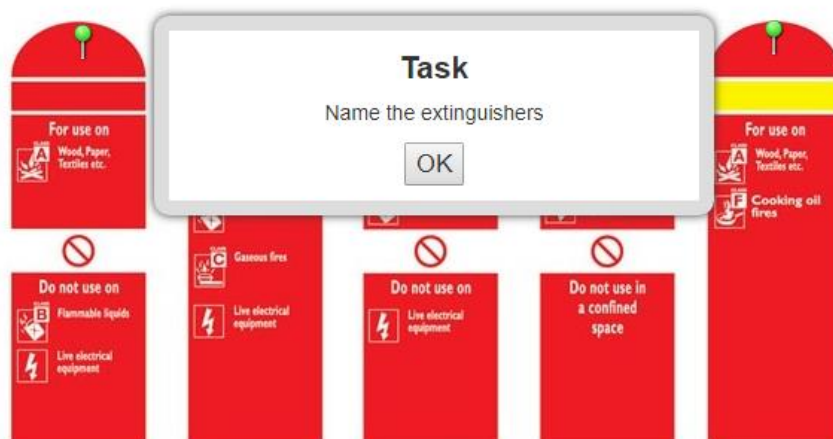 Task
Name the extinguishers
OK
For use on
CLASS
A
Wood, Paper,
Textiles etc.
Do not use on
CLASS
B
Flammable liquids
Live electrical
equipment
CLASS
C
Gaseous fires
Live electrical
equipment
Do not use on
Live electrical
equipment
Do not use in
a confined
space
For use on
CLASS
A
Wood, Paper,
Textiles etc.
CLASS
F
Cooking oil
fires